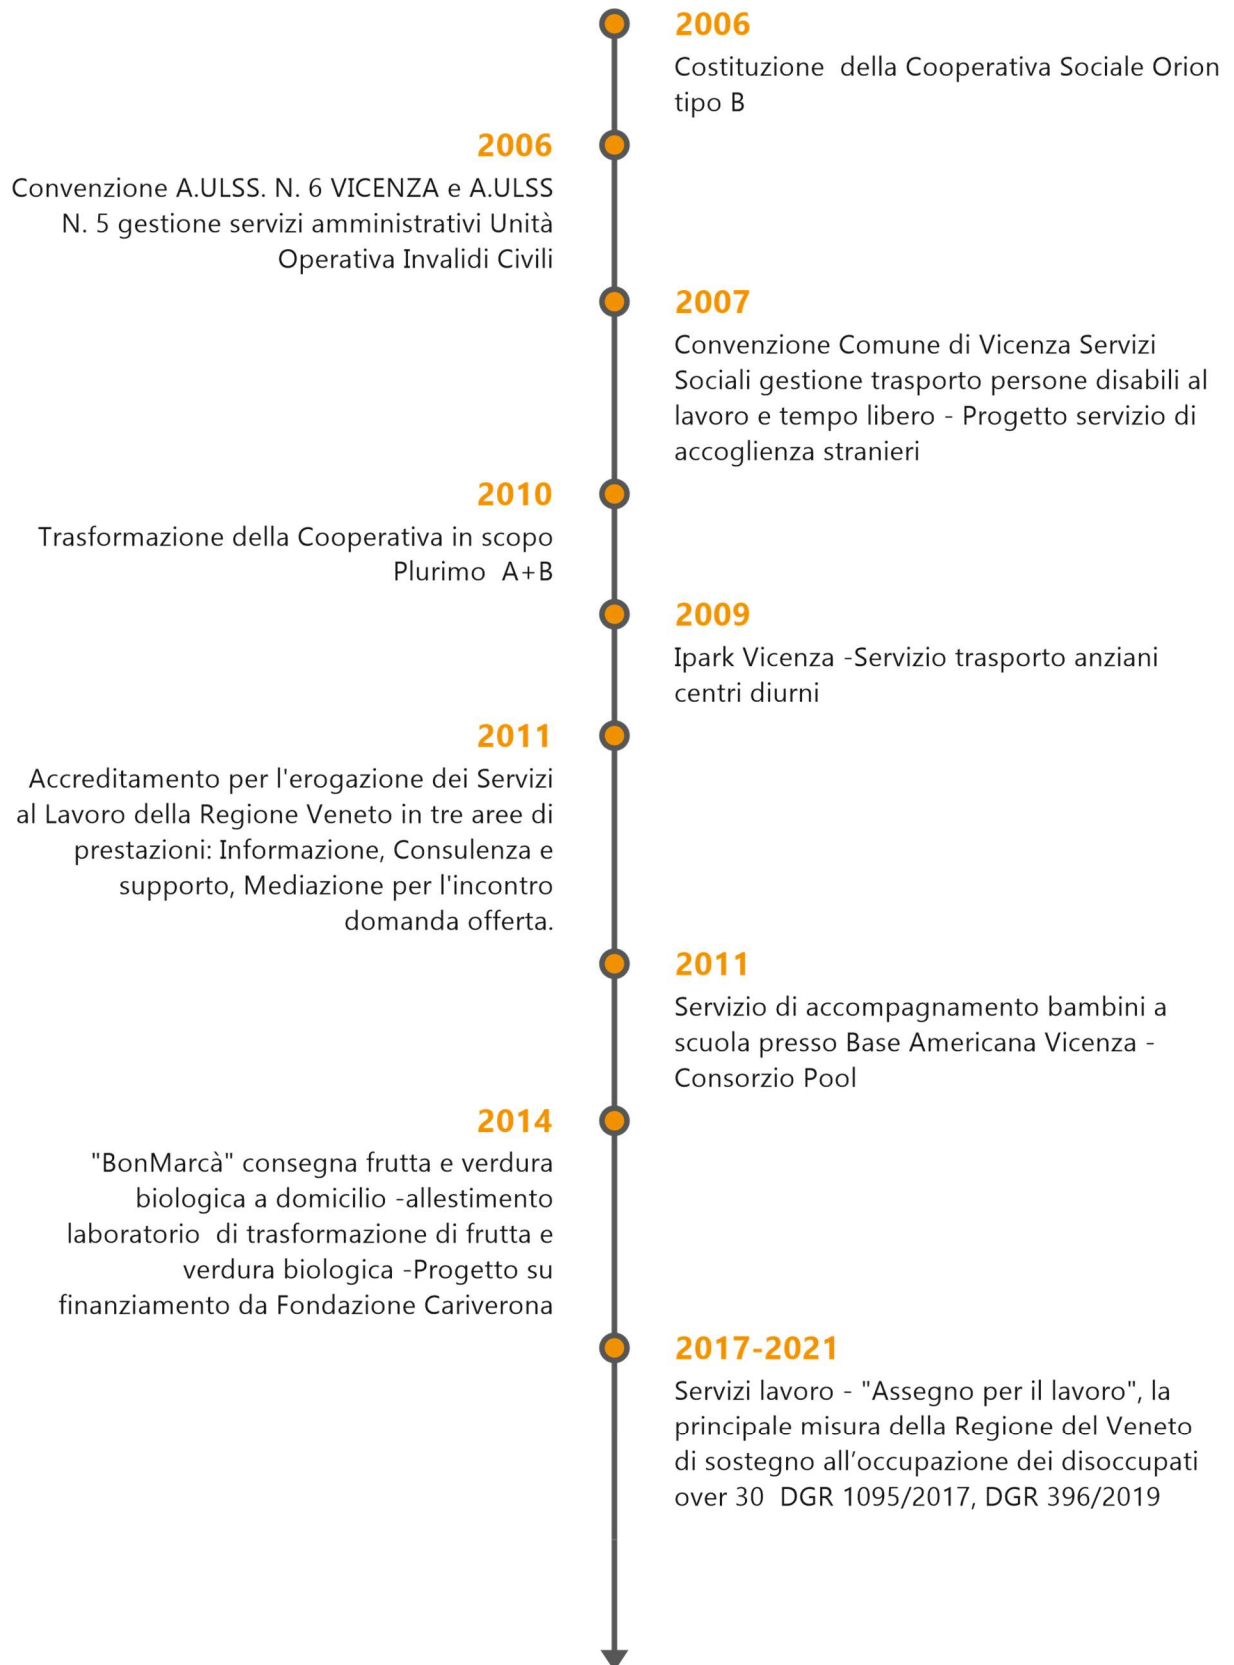 2006
Costituzione  della Cooperativa Sociale Orion
tipo B
2006
Convenzione A.ULSS. N. 6 VICENZA e A.ULSS
N. 5 gestione servizi amministrativi Unità
Operativa Invalidi Civili
2007
Convenzione Comune di Vicenza Servizi
Sociali gestione trasporto persone disabili al
lavoro e tempo libero - Progetto servizio di
accoglienza stranieri
2010
Trasformazione della Cooperativa in scopo
Plurimo  A+B
2009
Ipark Vicenza -Servizio trasporto anziani
centri diurni
2011
Accreditamento per l'erogazione dei Servizi
al Lavoro della Regione Veneto in tre aree di
prestazioni: Informazione, Consulenza e
supporto, Mediazione per l'incontro
domanda offerta.
2011
Servizio di accompagnamento bambini a
scuola presso Base Americana Vicenza -
Consorzio Pool
2014
"BonMarcà" consegna frutta e verdura
biologica a domicilio -allestimento
laboratorio  di trasformazione di frutta e
verdura biologica -Progetto su
finanziamento da Fondazione Cariverona
2017-2021
Servizi lavoro - "Assegno per il lavoro", la
principale misura della Regione del Veneto
di sostegno all’occupazione dei disoccupati
over 30  DGR 1095/2017, DGR 396/2019